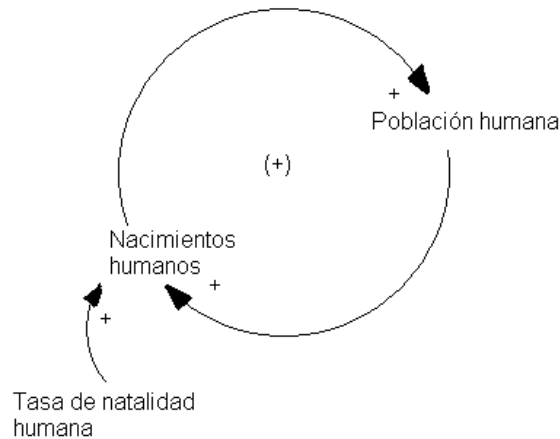 +
Población humana
(+)
Nacimientos
humanos
+
+
Tasa de natalidad
humana